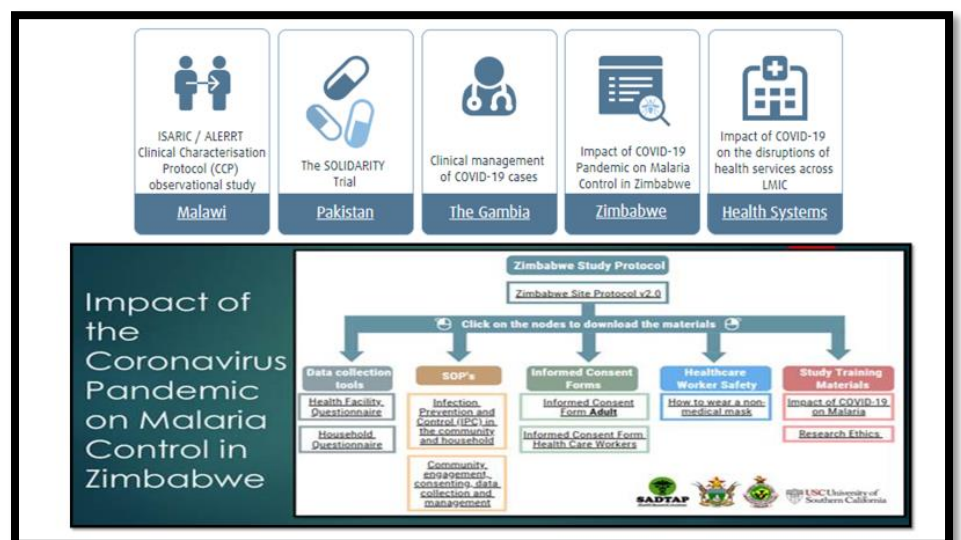 ISARIC / ALERRT
Clinical Characterisation
Protocol (CCP)
observational study
Malawi
The SOLIDARITY
Trial
Pakistan
Clinical management
of COVID-19 cases
The Gambia
Impact of COVID-19
Pandemic on Malaria
Control in Zimbabwe
Zimbabwe
Impact of COVID-19
on the disruptions of
health services across
LMIC
Health Systems
Impact of
the
Coronavirus
Pandemic
on Malaria
Control in
Zimbabwe
Zimbabwe Study Protocol
Zimbabwe Site Protocol v2.0
Click on the nodes to download the materials
Data collection
tools
Health Facility
Questionnaire
Household
Questionnaire
SOP's
Infection
Prevention and
Control (IPC) in
the community
and household
Community
engagement,
consenting, data
collection and
management
Informed Consent
Forms
Informed Consent
Form Adult
Informed Consent Form
Health Care Workers
Healthcare
Worker Safety
How to wear a non-
medical mask
Study Training
Materials
Impact of COVID-19
on Malaria
Research Ethics
SADTAP
USC University of
Southern California